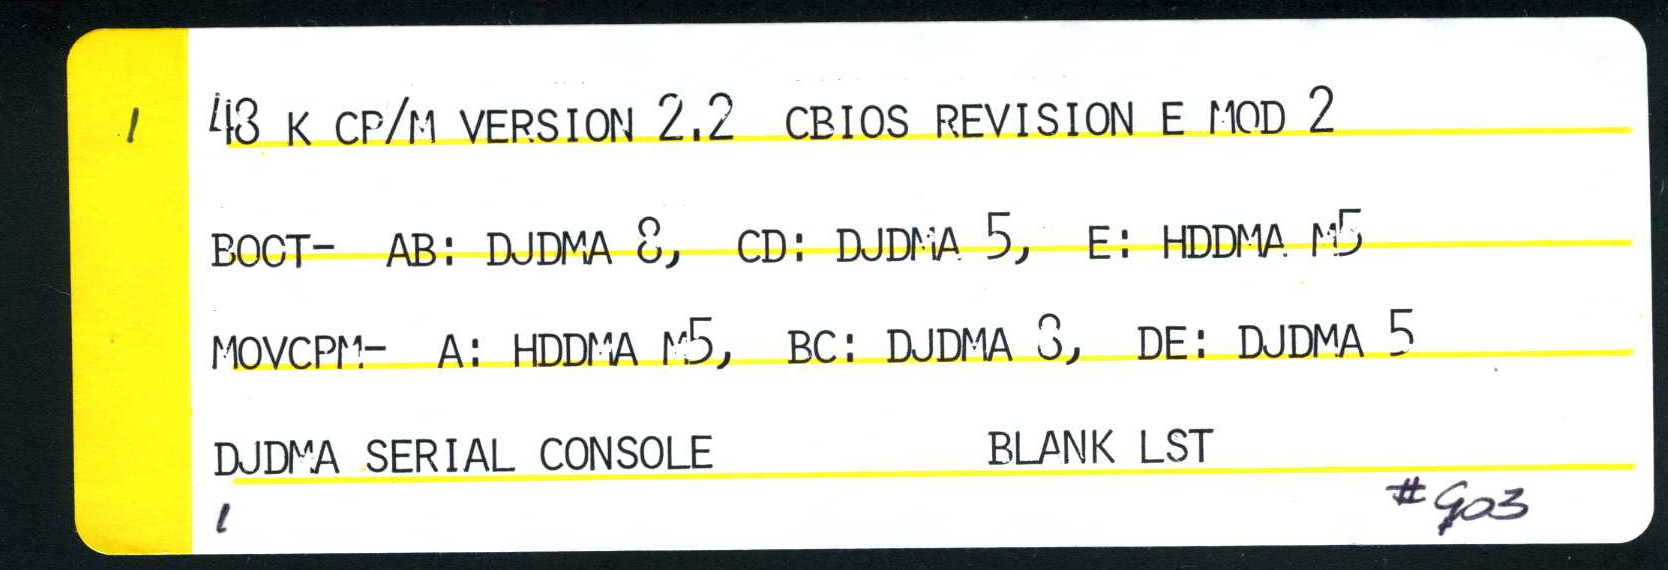 1
48 K CP/M VERSION 2.2 CBIOS REVISION E MOD 2
BOOT- AB: DJDMA 8, CD: DJDMA 5, E: HDDMA M5
MOVCPM- A: HDDMA M5, BC: DJDMA 8, DE: DJDMA 5
DJDMA SERIAL CONSOLE BLANK LST
1
#903